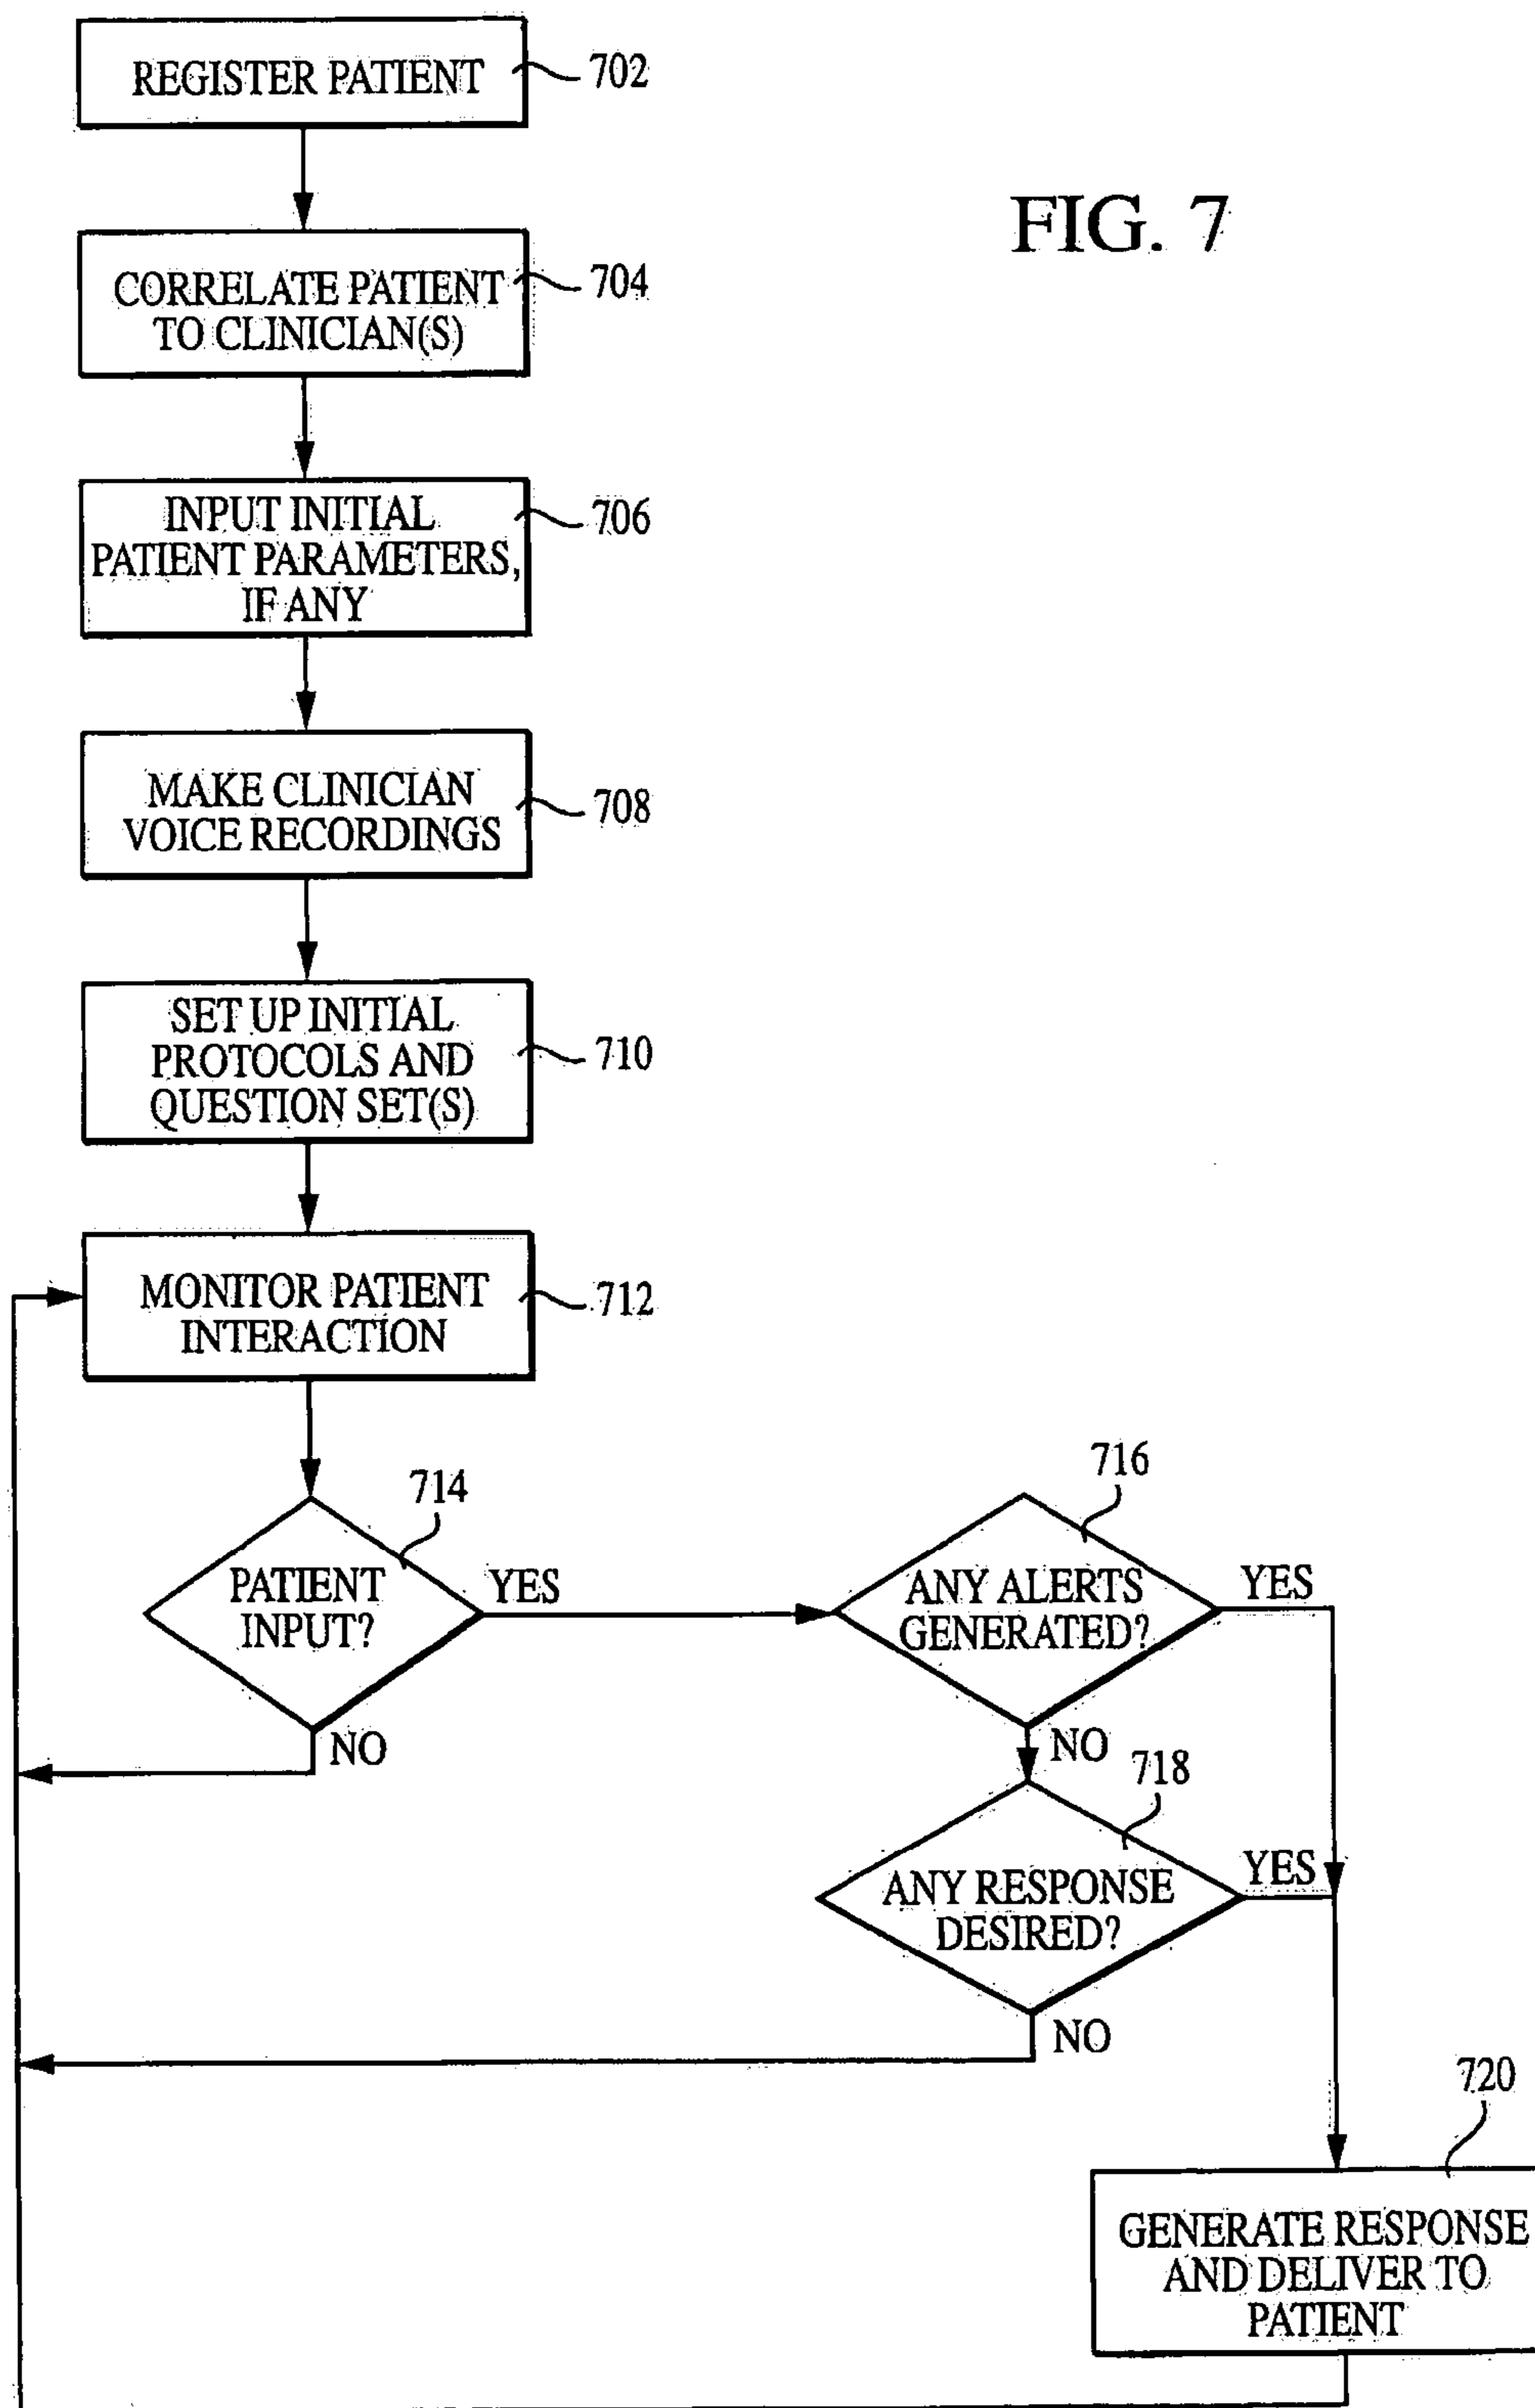 REGISTER PATIENT
702
FIG. 7
CORRELATE PATIENT
TO CLINICIAN(S)
704
INPUT INITIAL
PATIENT PARAMETERS,
IF ANY
706
MAKE CLINICIAN
VOICE RECORDINGS
708
SET UP INITIAL
PROTOCOLS AND
QUESTION SET(S)
710
MONITOR PATIENT
INTERACTION
712
714
PATIENT
INPUT?
YES
NO
716
ANY ALERTS
GENERATED?
YES
NO
718
ANY RESPONSE
DESIRED?
YES
NO
720
GENERATE RESPONSE
AND DELIVER TO
PATIENT